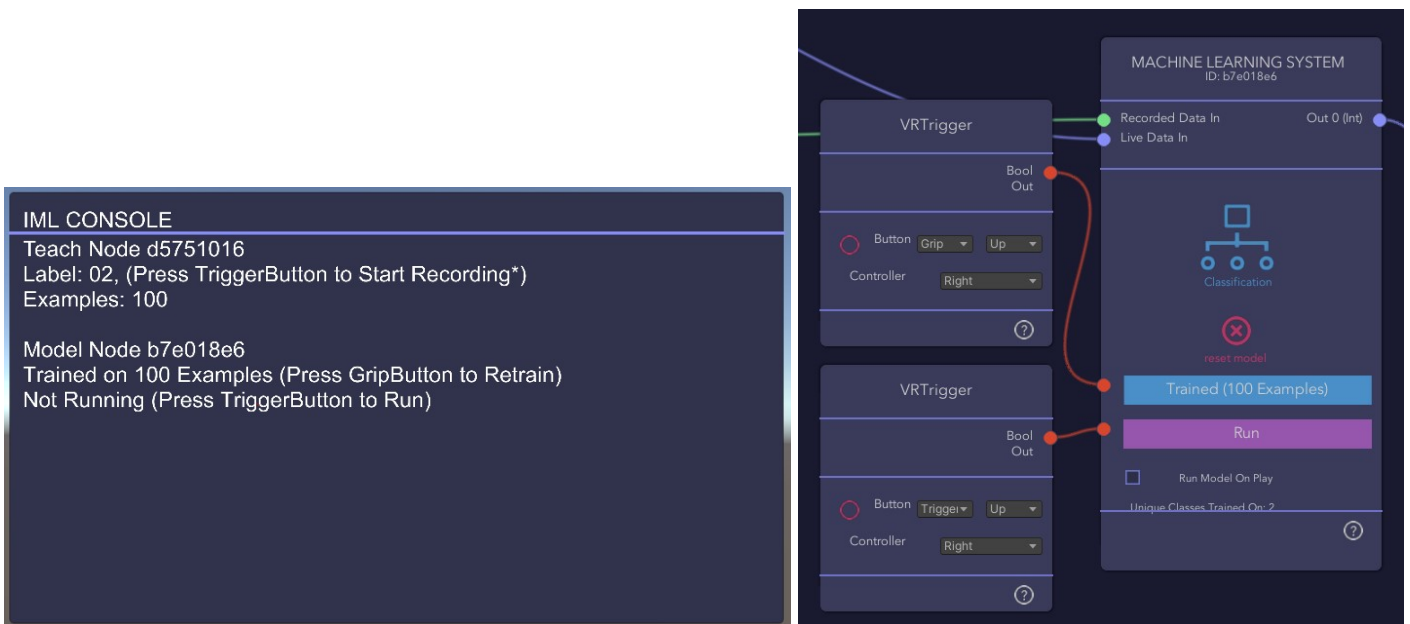 IML CONSOLE
Teach Node d5751016
Label: 02, (Press TriggerButton to Start Recording*)
Examples: 100
Model Node b7e018e6
Trained on 100 Examples (Press GripButton to Retrain)
Not Running (Press TriggerButton to Run)
VRTrigger
Bool
Out
Button Grip Up
Controller Right
?
VRTrigger
Bool
Out
Button Trigger Up
Controller Right
?
MACHINE LEARNING SYSTEM
ID: b7e018e6
Recorded Data In Out 0 (Int)
Live Data In
Classification
reset model
Trained (100 Examples)
Run
Run Model On Play
Unique Classes Trained On: 2
?